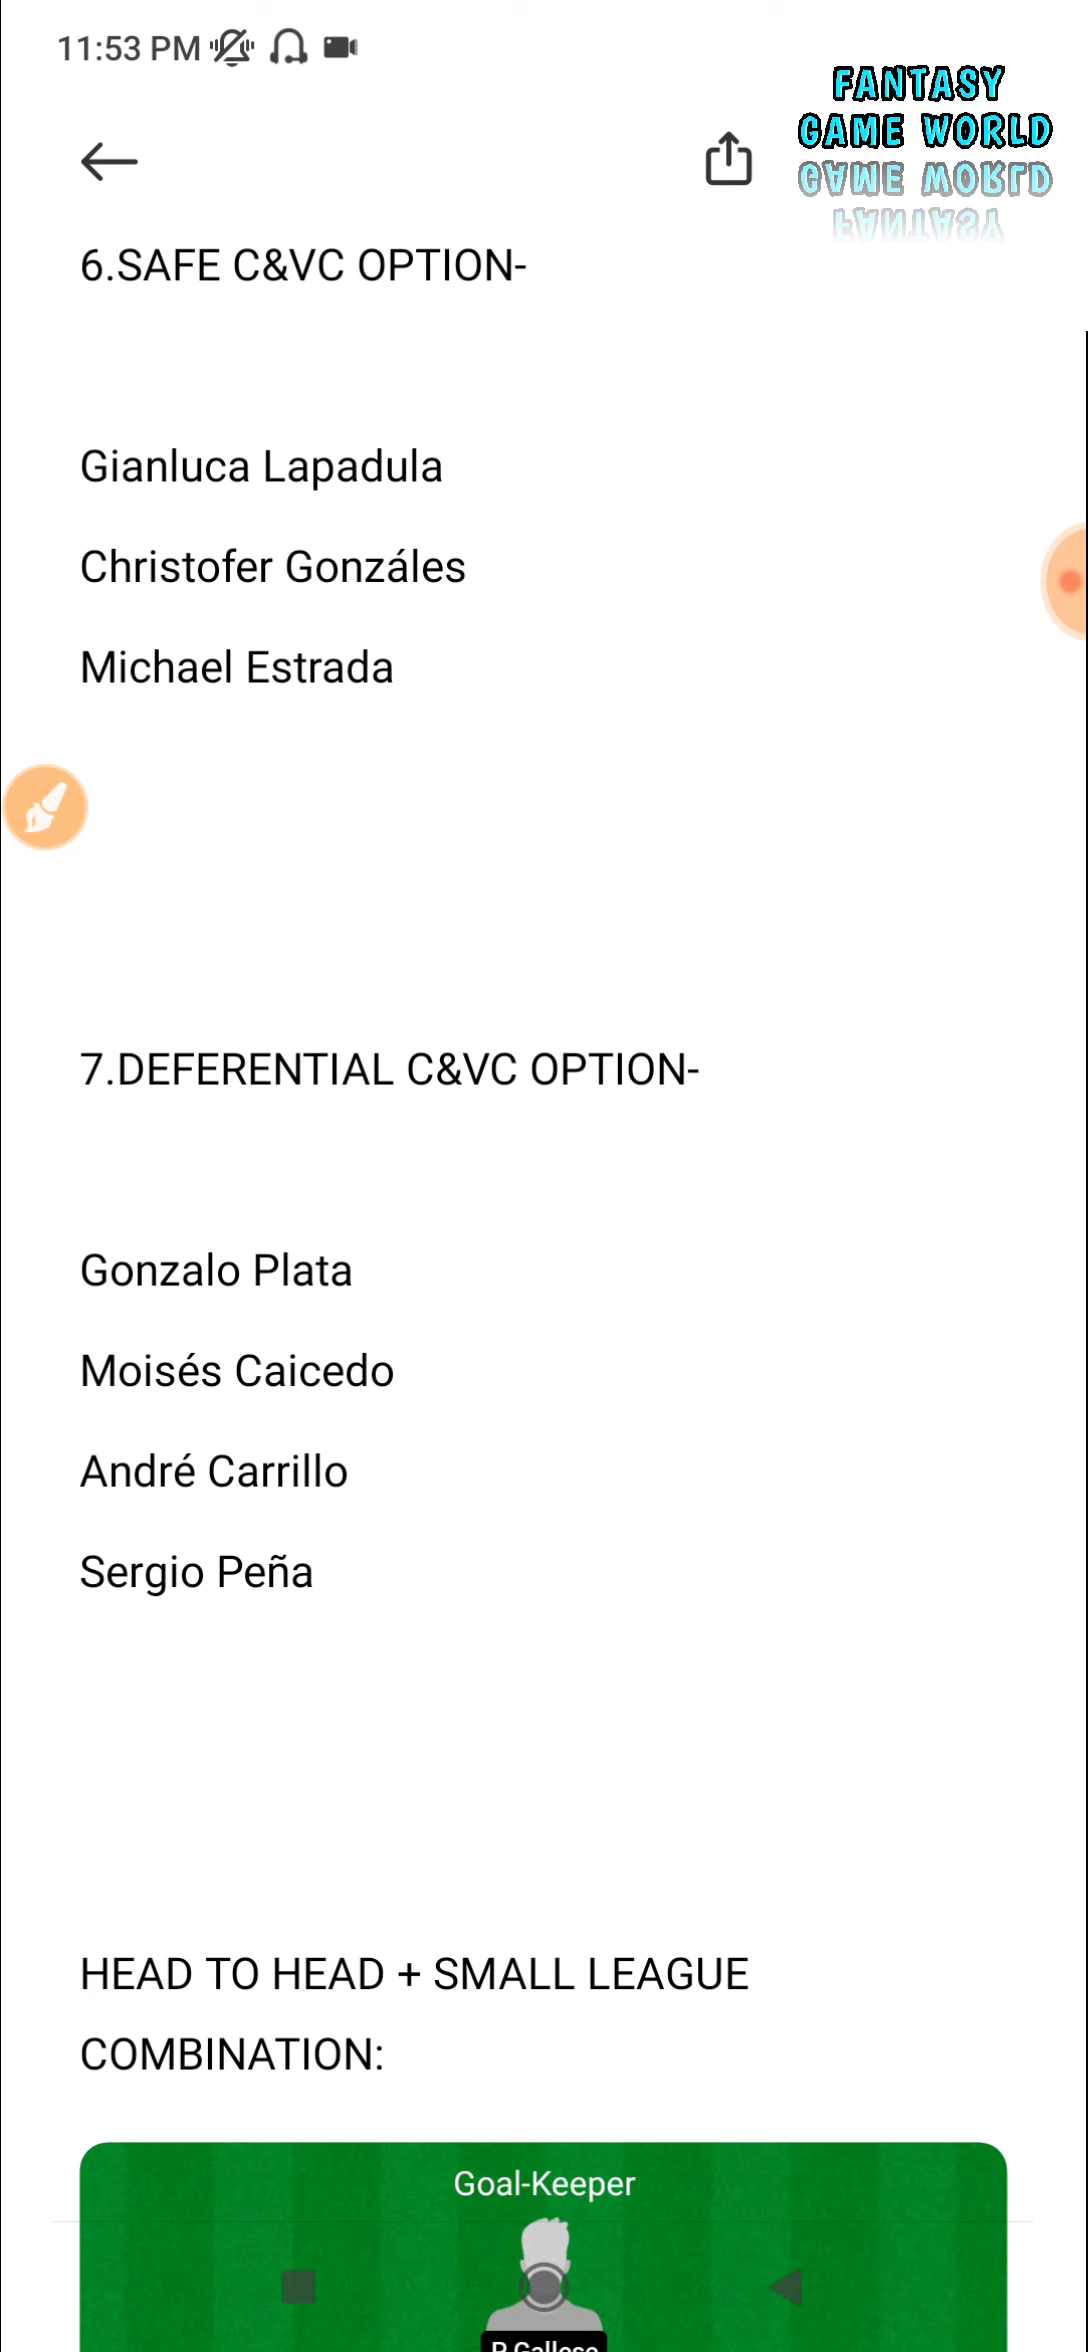 11:53 PM
FANTASY
GAME WORLD
6.SAFE C&VC OPTION-
Gianluca Lapadula
Christofer Gonzáles
Michael Estrada
7.DEFERENTIAL C&VC OPTION-
Gonzalo Plata
Moisés Caicedo
André Carrillo
Sergio Peña
HEAD TO HEAD + SMALL LEAGUE
COMBINATION:
Goal-Keeper
P Gallese